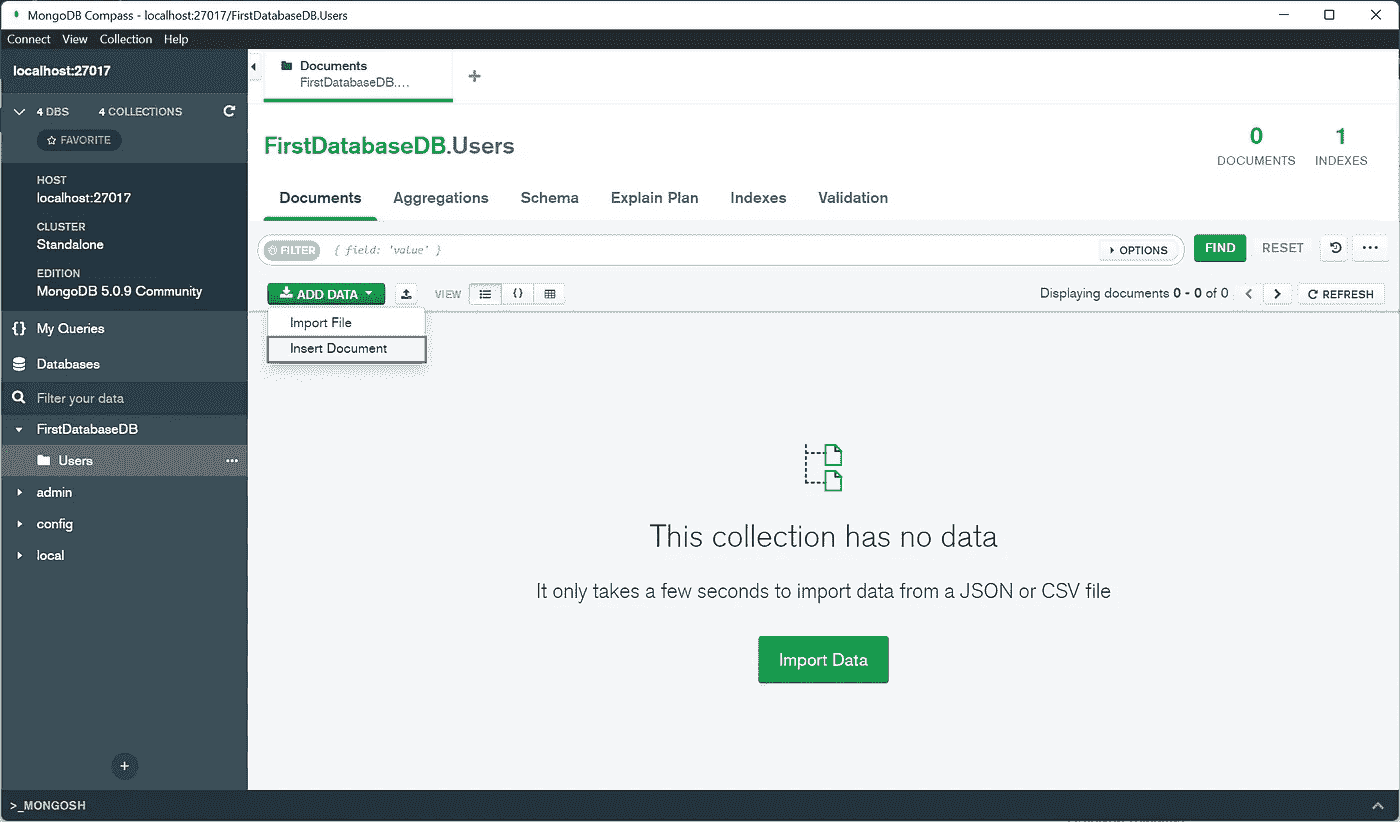 MongoDB Compass - localhost:27017/FirstDatabaseDB.Users
Connect View Collection Help
localhost:27017
4 DBS 4 COLLECTIONS
FAVORITE
HOST
localhost:27017
CLUSTER
Standalone
EDITION
MongoDB 5.0.9 Community
{} My Queries
Databases
Filter your data
FirstDatabaseDB
Users ...
admin
config
local
+
Documents
FirstDatabaseDB.... +
FirstDatabaseDB.Users
0 1
DOCUMENTS INDEXES
Documents Aggregations Schema Explain Plan Indexes Validation
FILTER { field: 'value' } OPTIONS FIND RESET ...
ADD DATA VIEW {} Displaying documents 0 - 0 of 0 < > REFRESH
Import File
Insert Document
This collection has no data
It only takes a few seconds to import data from a JSON or CSV file
Import Data
>_MONGOSH